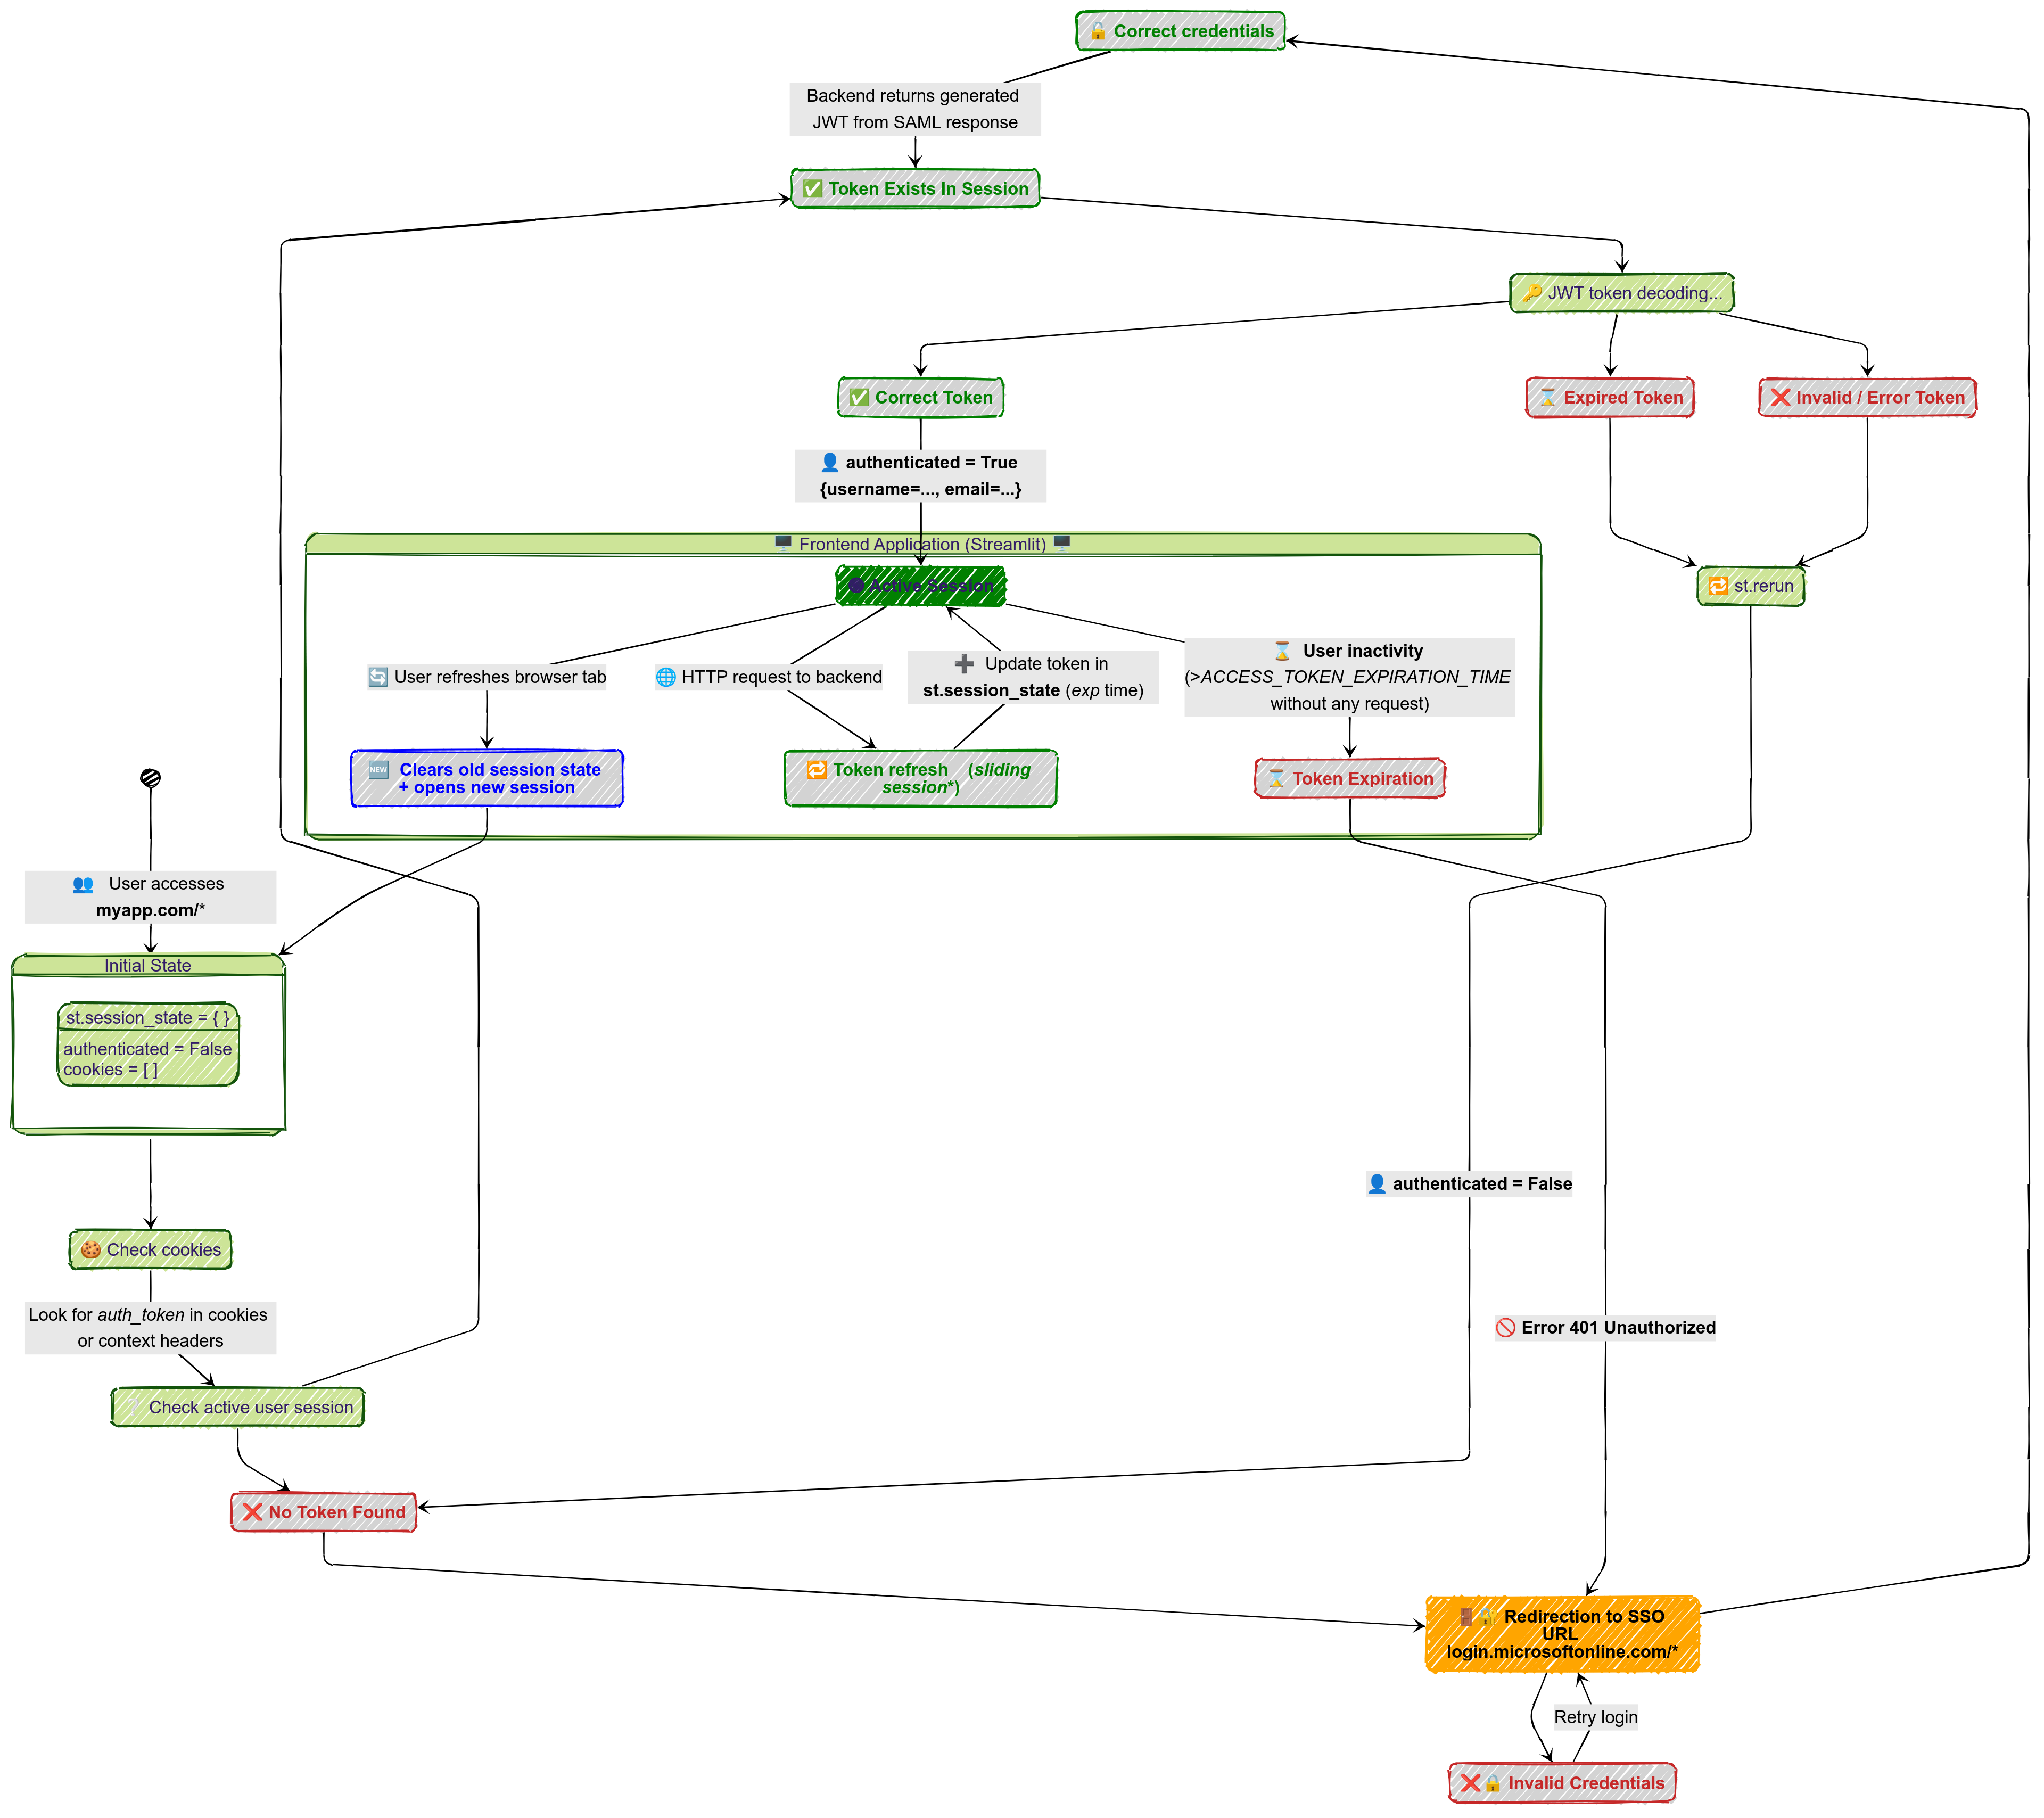 🔓 Correct credentials
Backend returns generated
JWT from SAML response
✅ Token Exists In Session
🔑 JWT token decoding...
✅ Correct Token
⌛ Expired Token
❌ Invalid / Error Token
👤 authenticated = True
{username=..., email=...}
🖥️ Frontend Application (Streamlit) 🖥️
Active Session
🔁 st.rerun
🔄 User refreshes browser tab
🌐 HTTP request to backend
➕ Update token in
st.session_state (exp time)
⌛ User inactivity
(>ACCESS_TOKEN_EXPIRATION_TIME
without any request)
🆕 Clears old session state
+ opens new session
🔁 Token refresh (sliding
session*)
⌛ Token Expiration
👥 User accesses
myapp.com/*
Initial State
st.session_state = { }
authenticated = False
cookies = [ ]
👤 authenticated = False
🍪 Check cookies
Look for auth_token in cookies
or context headers
🚫 Error 401 Unauthorized
❔ Check active user session
❌ No Token Found
🚪🔐 Redirection to SSO
URL
login.microsoftonline.com/*
Retry login
❌🔒 Invalid Credentials